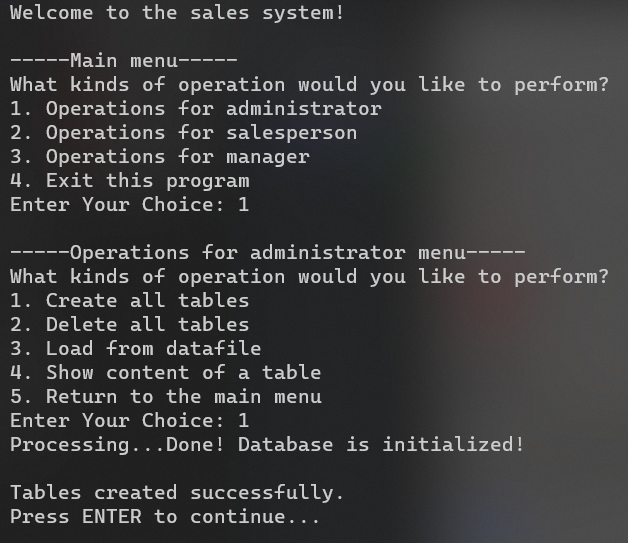 Welcome to the sales system!
-----Main menu-----
What kinds of operation would you like to perform?
1. Operations for administrator
2. Operations for salesperson
3. Operations for manager
4. Exit this program
Enter Your Choice: 1
-----Operations for administrator menu-----
What kinds of operation would you like to perform?
1. Create all tables
2. Delete all tables
3. Load from datafile
4. Show content of a table
5. Return to the main menu
Enter Your Choice: 1
Processing...Done! Database is initialized!
Tables created successfully.
Press ENTER to continue...